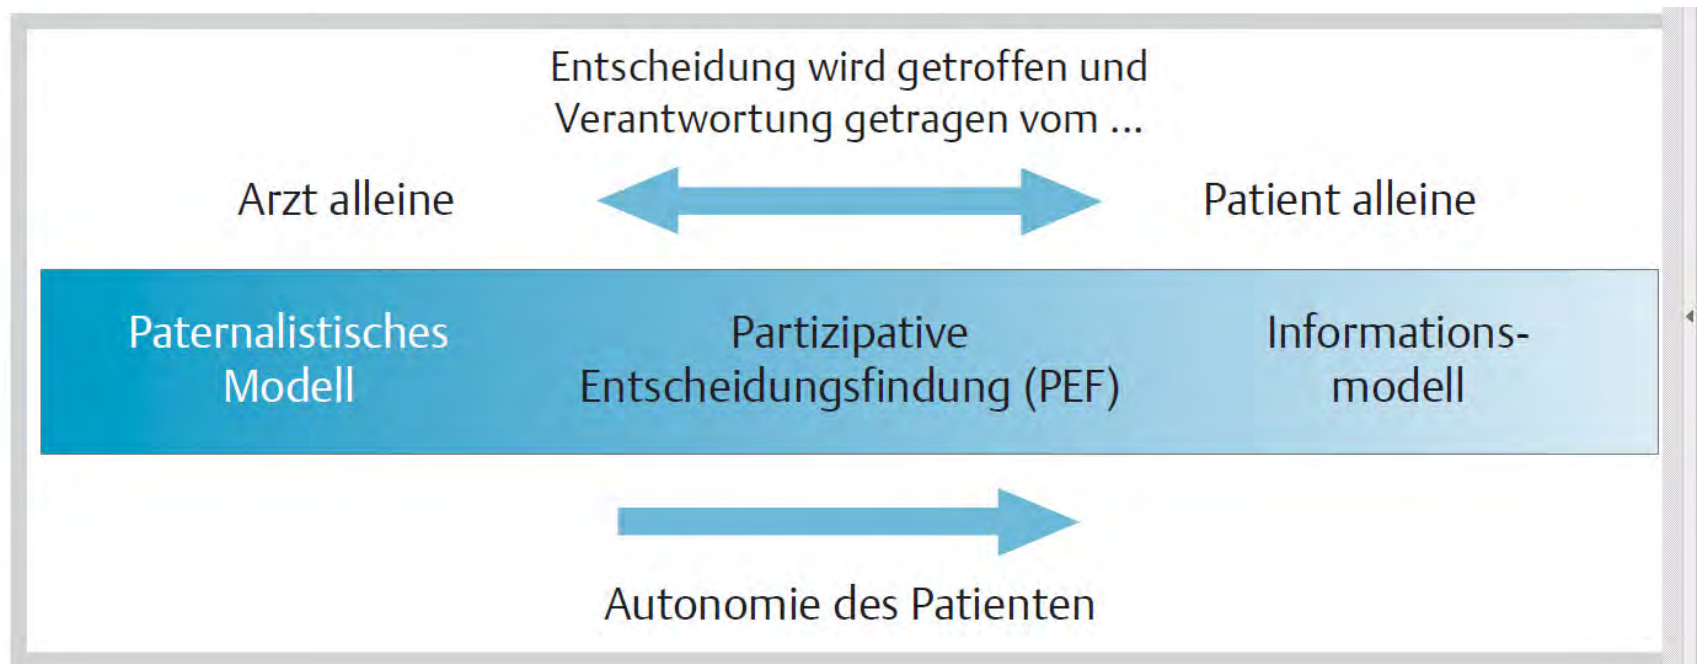 Entscheidung wird getroffen und
Verantwortung getragen vom ...
Arzt alleine
Patient alleine
Paternalistisches
Modell
Partizipative
Entscheidungsfindung (PEF)
Informations-
modell
Autonomie des Patienten